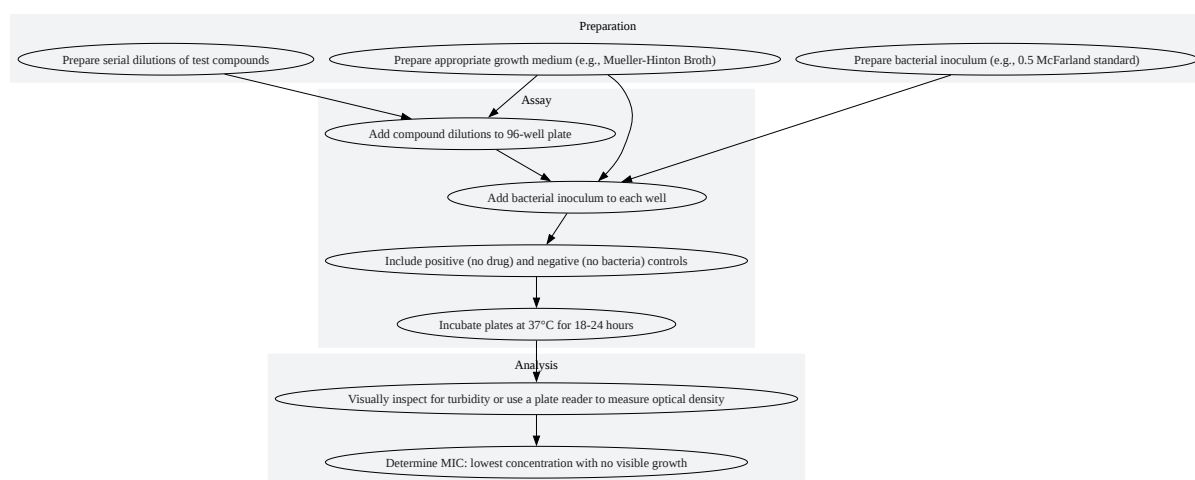 Preparation
Prepare serial dilutions of test compounds
Prepare appropriate growth medium (e.g., Mueller-Hinton Broth)
Prepare bacterial inoculum (e.g., 0.5 McFarland standard)
Assay
Add compound dilutions to 96-well plate
Add bacterial inoculum to each well
Include positive (no drug) and negative (no bacteria) controls
Incubate plates at 37°C for 18-24 hours
Analysis
Visually inspect for turbidity or use a plate reader to measure optical density
Determine MIC: lowest concentration with no visible growth